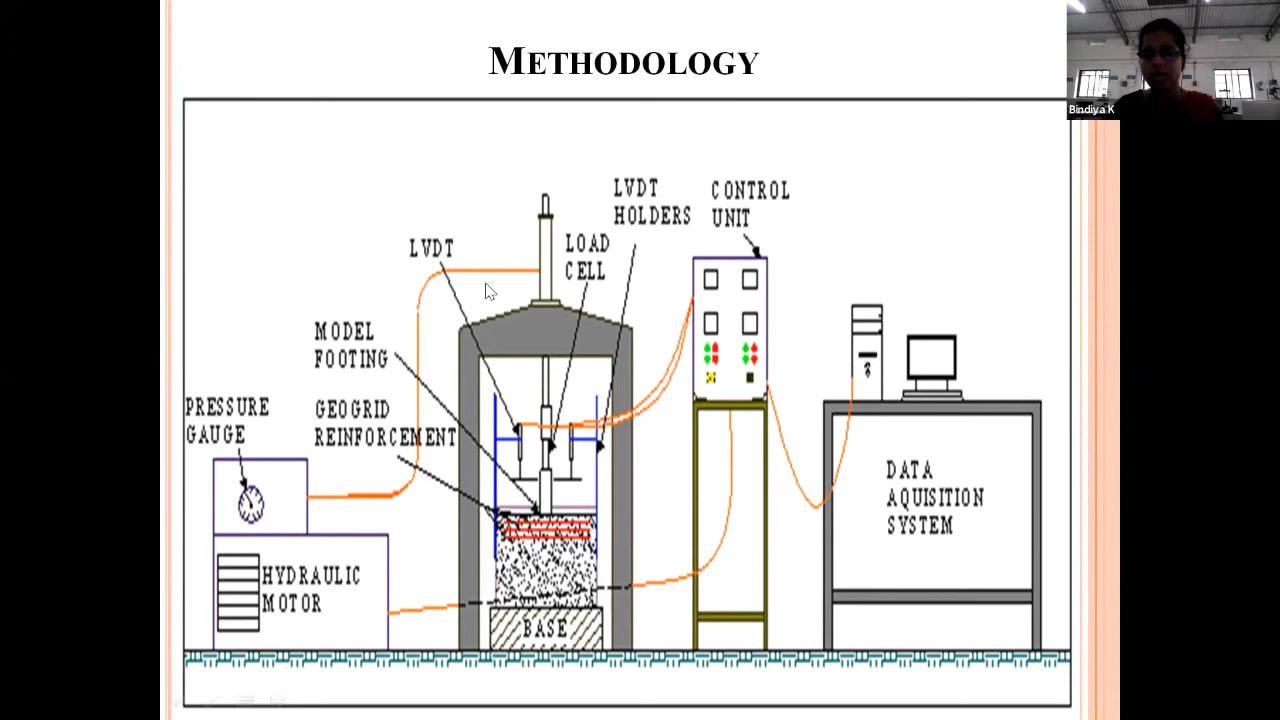 METHODOLOGY
Bindiya K
LVDT
HOLDERS
CONTROL
UNIT
LVDT
LOAD
CELL
MODEL
FOOTING
PRESSURE
GAUGE
GEOGRID
REINFORCEMENT
DATA
AQUISITION
SYSTEM
HYDRAULIC
MOTOR
BASE